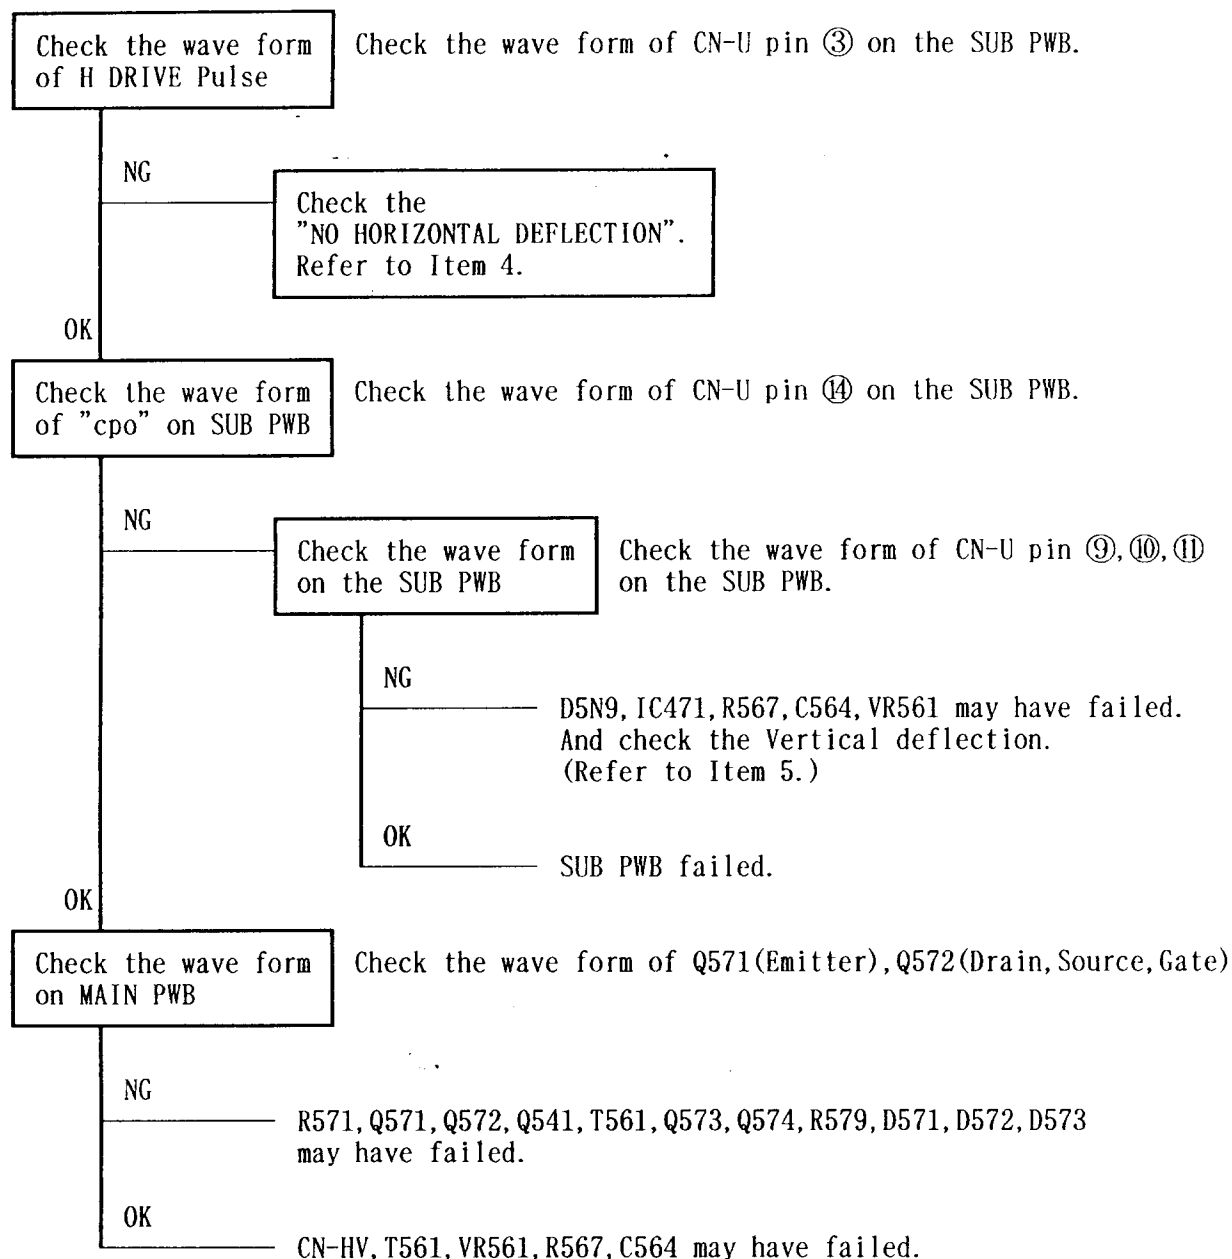 Check the wave form
of H DRIVE Pulse
Check the wave form of CN-U pin ③ on the SUB PWB.
NG
Check the
"NO HORIZONTAL DEFLECTION".
Refer to Item 4.
OK
Check the wave form
of "cpo" on SUB PWB
Check the wave form of CN-U pin ⑭ on the SUB PWB.
NG
Check the wave form
on the SUB PWB
Check the wave form of CN-U pin ⑨,⑩,⑪
on the SUB PWB.
NG
D5N9,IC471,R567,C564,VR561 may have failed.
And check the Vertical deflection.
(Refer to Item 5.)
OK
SUB PWB failed.
OK
Check the wave form
on MAIN PWB
Check the wave form of Q571(Emitter),Q572(Drain,Source,Gate)
NG
R571,Q571,Q572,Q541,T561,Q573,Q574,R579,D571,D572,D573
may have failed.
OK
CN-HV,T561,VR561,R567,C564 may have failed.